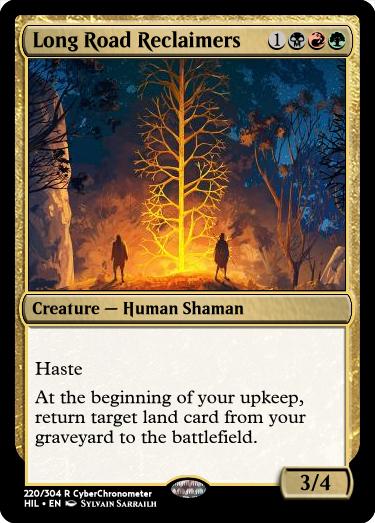 Long Road Reclaimers 1
Creature — Human Shaman
Haste
At the beginning of your upkeep,
return target land card from your
graveyard to the battlefield.
3/4
220/304 R CyberChronometer
HIL • EN Sylvain Sarrailh